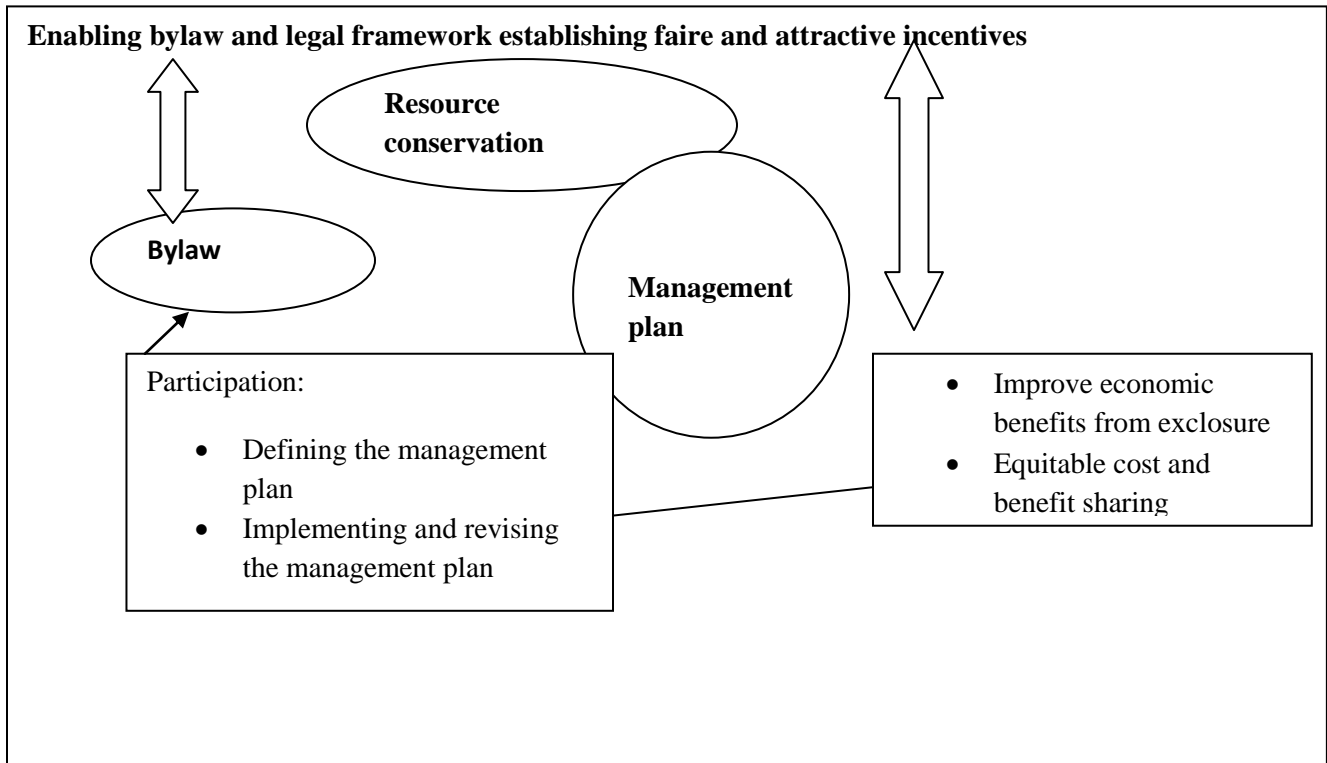 Enabling bylaw and legal framework establishing faire and attractive incentives
Resource
conservation
Bylaw
Management
plan
Participation:
• Defining the management
plan
• Implementing and revising
the management plan
• Improve economic
benefits from exclosure
• Equitable cost and
benefit sharing